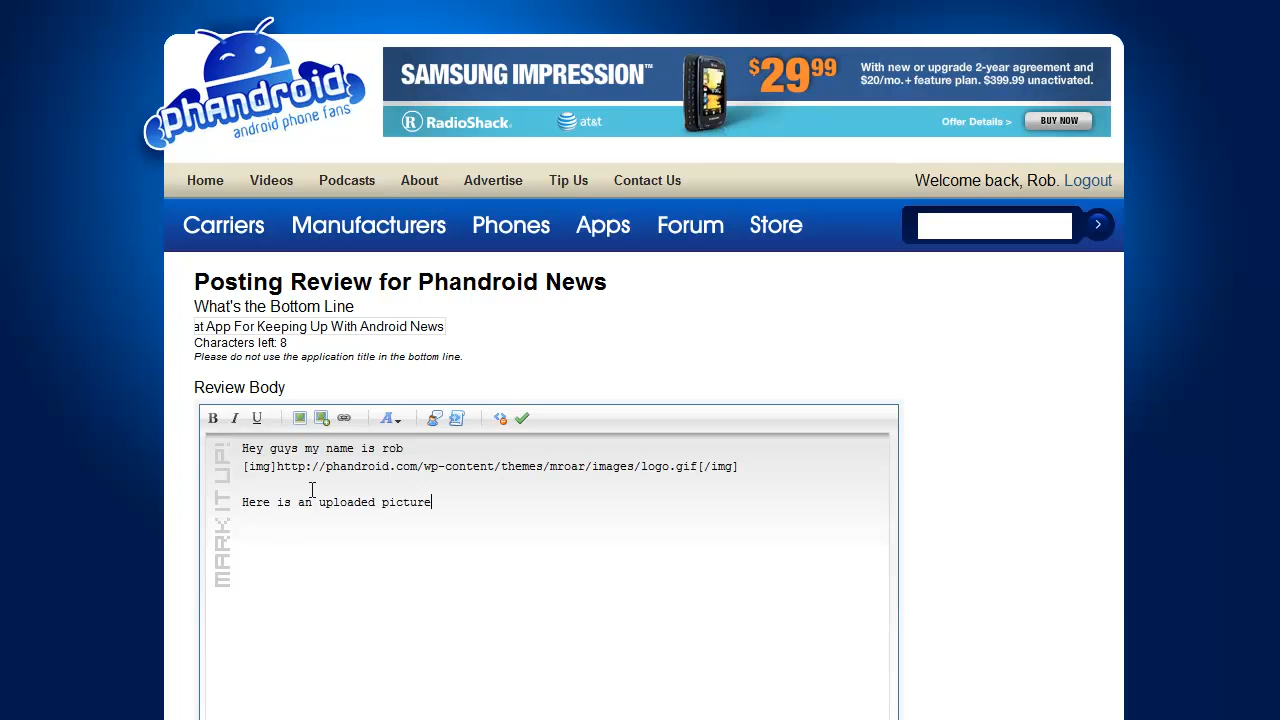 phandroid
android phone fans
SAMSUNG IMPRESSION™
$29⁹⁹
With new or upgrade 2-year agreement and
$20/mo.+ feature plan. $399.99 unactivated.
R RadioShack.
at&t
Offer Details >
BUY NOW
Home Videos Podcasts About Advertise Tip Us Contact Us
Welcome back, Rob. Logout
Carriers Manufacturers Phones Apps Forum Store
Posting Review for Phandroid News
What's the Bottom Line
at App For Keeping Up With Android News
Characters left: 8
Please do not use the application title in the bottom line.
Review Body
B I U A
MARK IT UP!
Hey guys my name is rob
[img]http://phandroid.com/wp-content/themes/mroar/images/logo.gif[/img]
Here is an uploaded picture